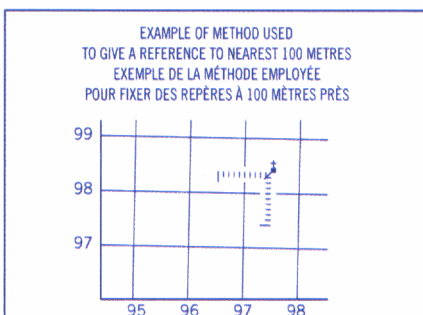 EXAMPLE OF METHOD USED
TO GIVE A REFERENCE TO NEAREST 100 METRES
EXEMPLE DE LA MÉTHODE EMPLOYÉE
POUR FIXER DES REPÈRES À 100 MÈTRES PRÈS
99
98
97
95 96 97 98